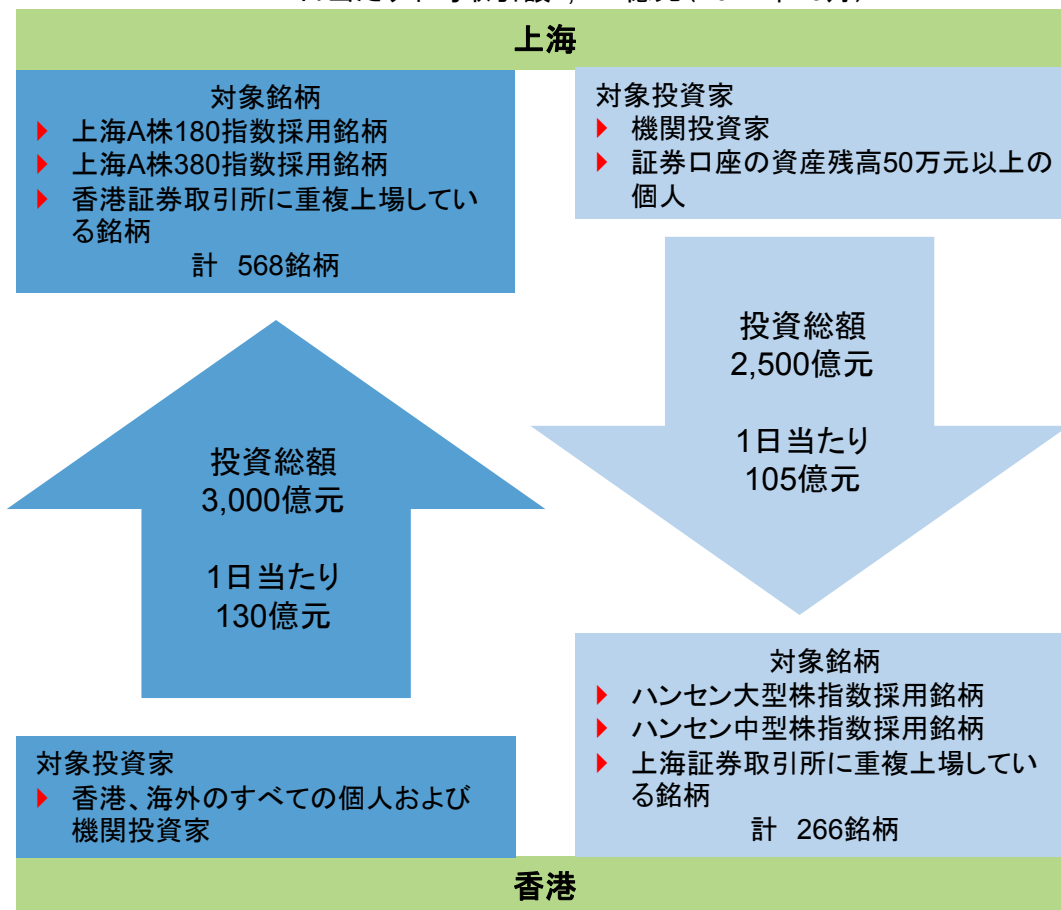 上海
対象銘柄
上海A株180指数採用銘柄
上海A株380指数採用銘柄
香港証券取引所に重複上場してい
る銘柄
計 568銘柄
対象投資家
機関投資家
証券口座の資産残高50万元以上の
個人
投資総額
3,000億元
1日当たり
130億元
投資総額
2,500億元
1日当たり
105億元
対象投資家
香港、海外のすべての個人および
機関投資家
対象銘柄
ハンセン大型株指数採用銘柄
ハンセン中型株指数採用銘柄
上海証券取引所に重複上場してい
る銘柄
計 266銘柄
香港